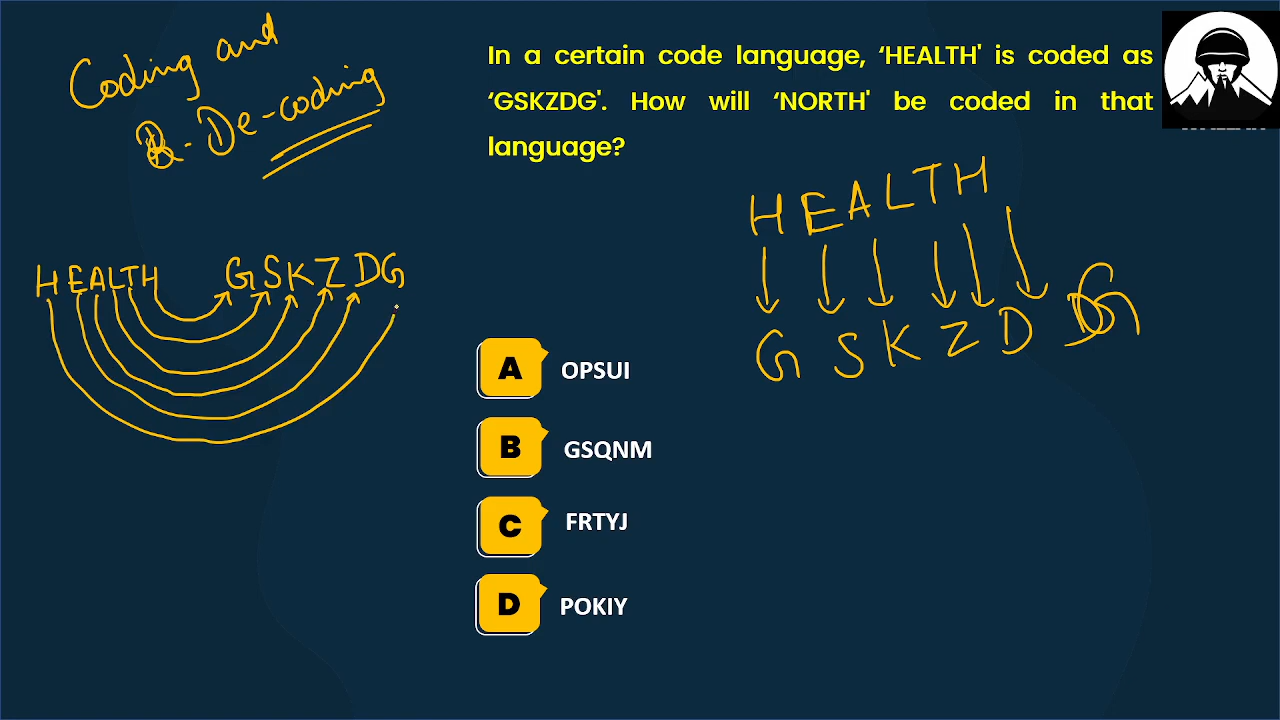 Coding and
De-coding
In a certain code language, ‘HEALTH' is coded as
‘GSKZDG'. How will ‘NORTH' be coded in that
language?
HEALTH
GSKZDG
HEALTH GSKZDG
A OPSUI
B GSQNM
C FRTYJ
D POKIY